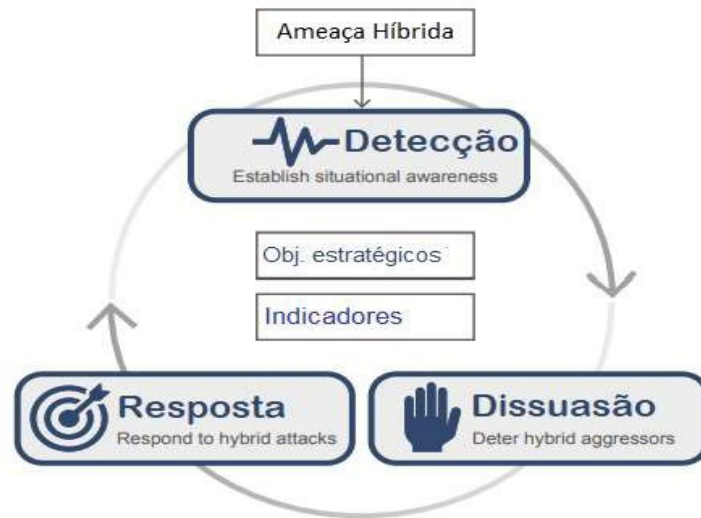 Ameaça Híbrida
Detecção
Establish situational awareness
Obj. estratégicos
Indicadores
Resposta
Respond to hybrid attacks
Dissuasão
Deter hybrid aggressors